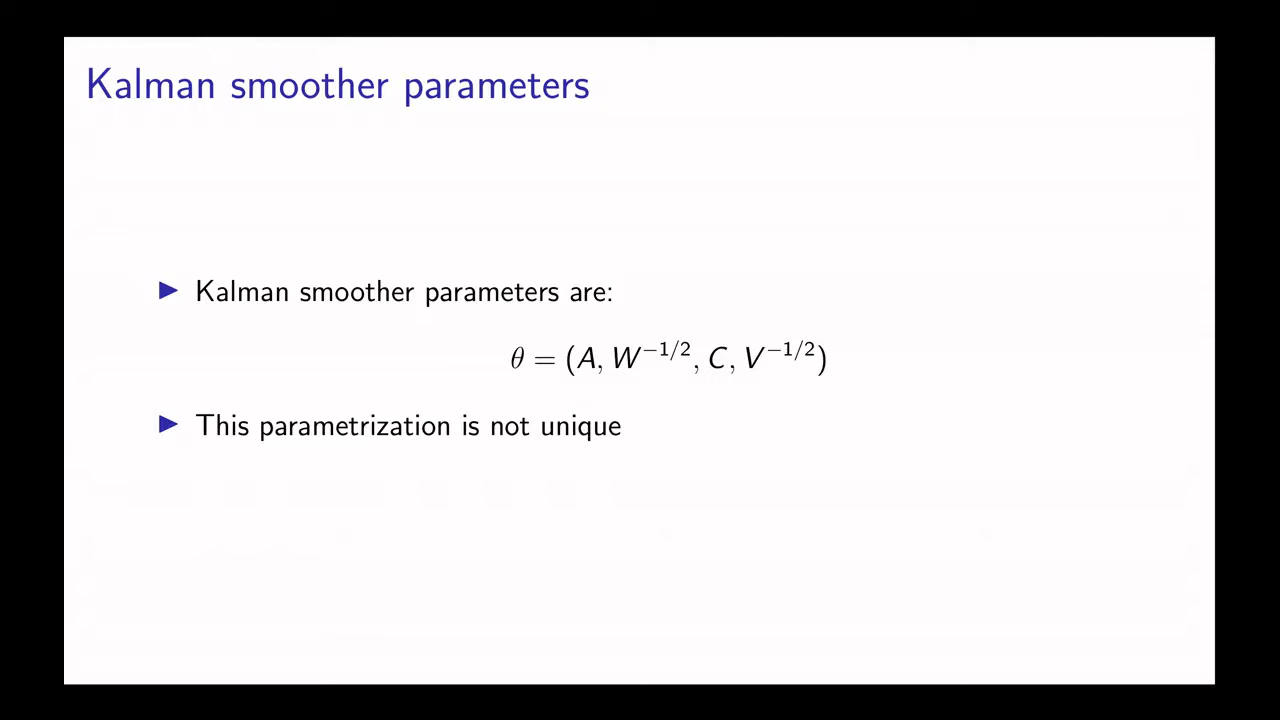 Kalman smoother parameters
▶ Kalman smoother parameters are:
θ = (A, W^{−1/2}, C, V^{−1/2})
▶ This parametrization is not unique